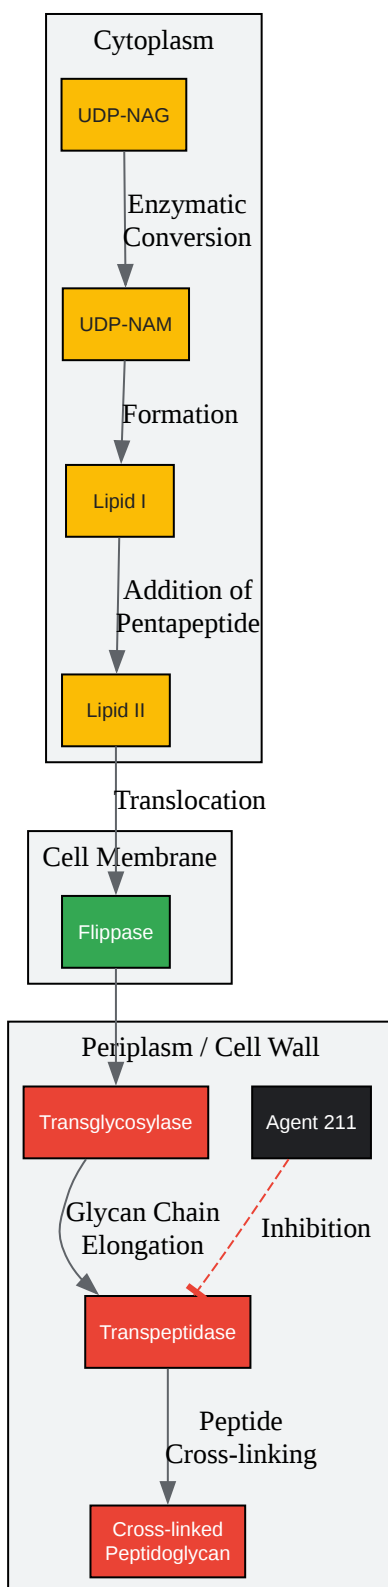 Cytoplasm
UDP-NAG
Enzymatic
Conversion
UDP-NAM
Formation
Lipid I
Addition of
Pentapeptide
Lipid II
Translocation
Cell Membrane
Flippase
Periplasm / Cell Wall
Transglycosylase
Agent 211
Glycan Chain
Elongation
Inhibition
Transpeptidase
Peptide
Cross-linking
Cross-linked
Peptidoglycan